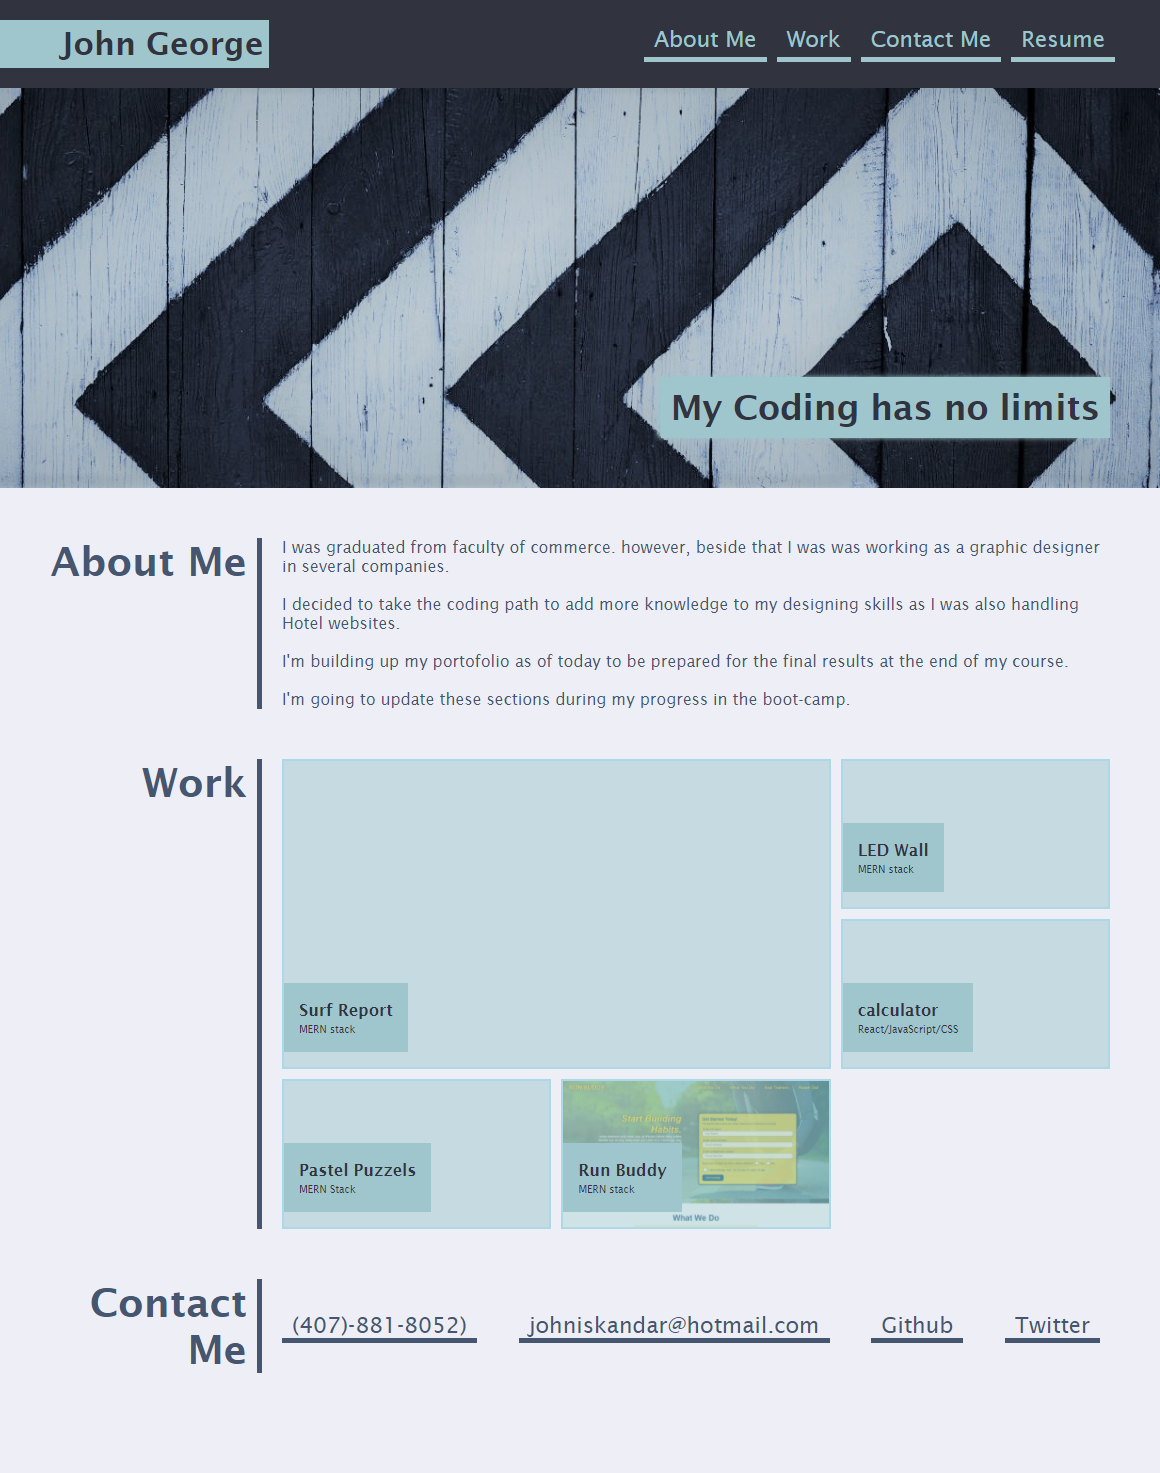 John George
About Me
Work
Contact Me
Resume
My Coding has no limits
About Me
I was graduated from faculty of commerce. however, beside that I was was working as a graphic designer
in several companies.
I decided to take the coding path to add more knowledge to my designing skills as I was also handling
Hotel websites.
I'm building up my portofolio as of today to be prepared for the final results at the end of my course.
I'm going to update these sections during my progress in the boot-camp.
Work
Surf Report
MERN stack
LED Wall
MERN stack
calculator
React/JavaScript/CSS
Pastel Puzzels
MERN Stack
Start Building
Habits.
Run Buddy
MERN stack
What We Do
Contact
Me
(407)-881-8052)
johniskandar@hotmail.com
Github
Twitter